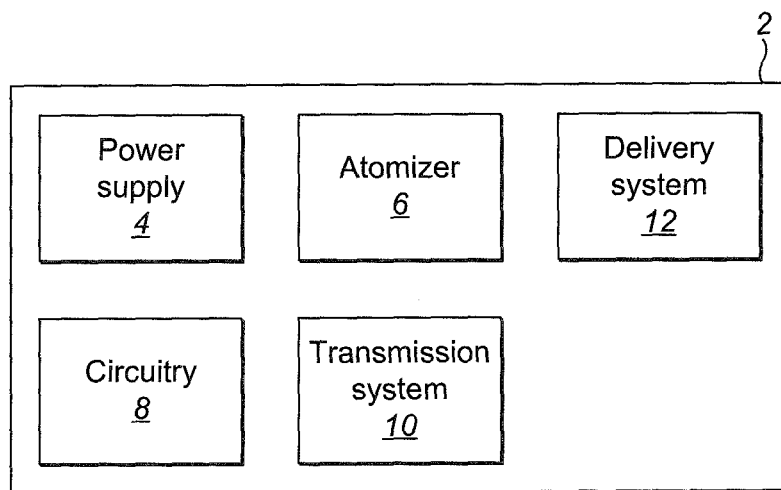 2
Power
supply
4
Atomizer
6
Delivery
system
12
Circuitry
8
Transmission
system
10